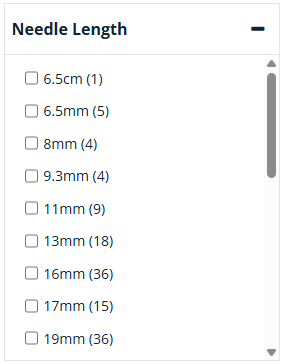 Needle Length
6.5cm (1)
6.5mm (5)
8mm (4)
9.3mm (4)
11mm (9)
13mm (18)
16mm (36)
17mm (15)
19mm (36)